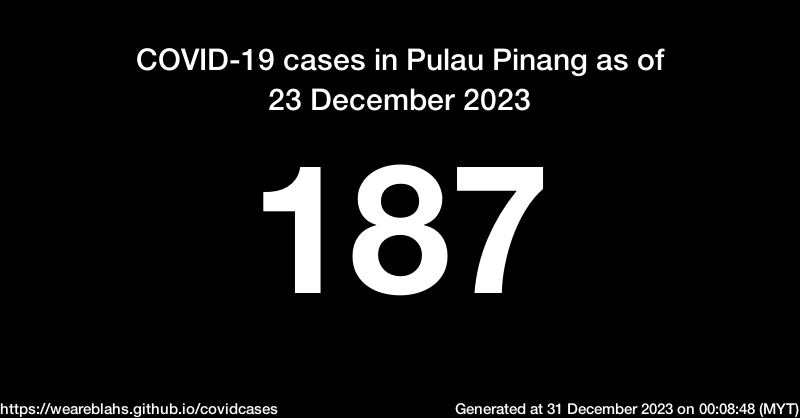 COVID-19 cases in Pulau Pinang as of
23 December 2023
187
https://weareblahs.github.io/covidcases
Generated at 31 December 2023 on 00:08:48 (MYT)